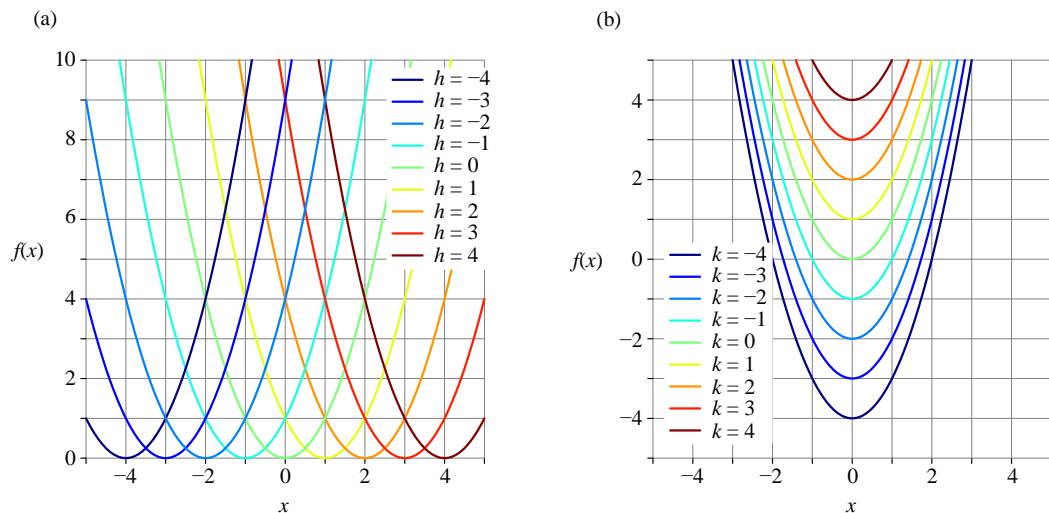 (a)
10
8
6
4
2
0
f(x)
−4 −2 0 2 4
x
h = −4
h = −3
h = −2
h = −1
h = 0
h = 1
h = 2
h = 3
h = 4
(b)
4
2
0
−2
−4
f(x)
−4 −2 0 2 4
x
k = −4
k = −3
k = −2
k = −1
k = 0
k = 1
k = 2
k = 3
k = 4